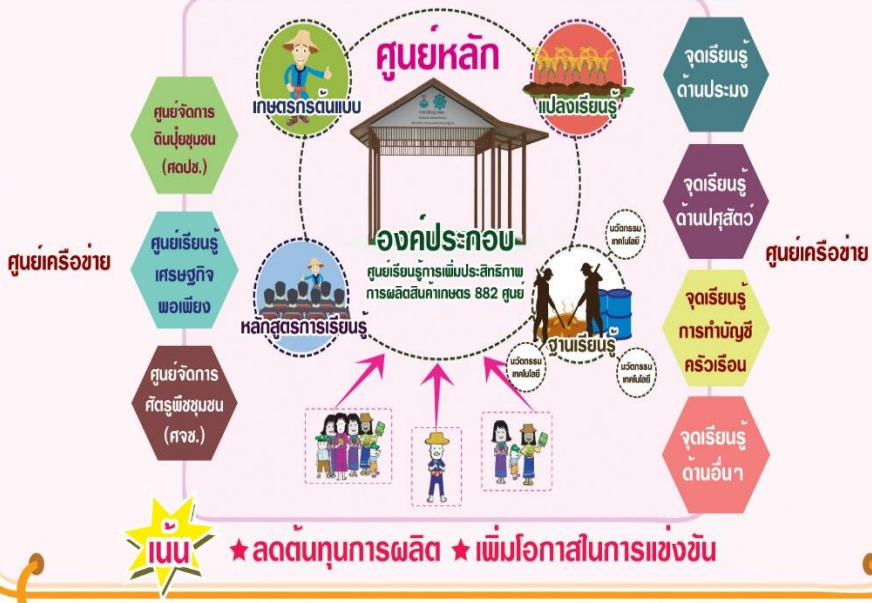 ศูนย์หลัก
เกษตรกรต้นแบบ
แปลงเรียนรู้
องค์ประกอบ
ศูนย์เรียนรู้การเพิ่มประสิทธิภาพ
การผลิตสินค้าเกษตร 882 ศูนย์
หลักสูตรการเรียนรู้
ฐานเรียนรู้
นวัตกรรม
เทคโนโลยี
นวัตกรรม
เทคโนโลยี
นวัตกรรม
เทคโนโลยี
ศูนย์เครือข่าย
ศูนย์จัดการ
ดินปุ๋ยชุมชน
(ศดปช.)
ศูนย์เรียนรู้
เศรษฐกิจ
พอเพียง
ศูนย์จัดการ
ศัตรูพืชชุมชน
(ศจช.)
จุดเรียนรู้
ด้านประมง
จุดเรียนรู้
ด้านปศุสัตว์
จุดเรียนรู้
การทำบัญชี
ครัวเรือน
จุดเรียนรู้
ด้านอื่นๆ
ศูนย์เครือข่าย
เน้น
★ ลดต้นทุนการผลิต ★ เพิ่มโอกาสในการแข่งขัน